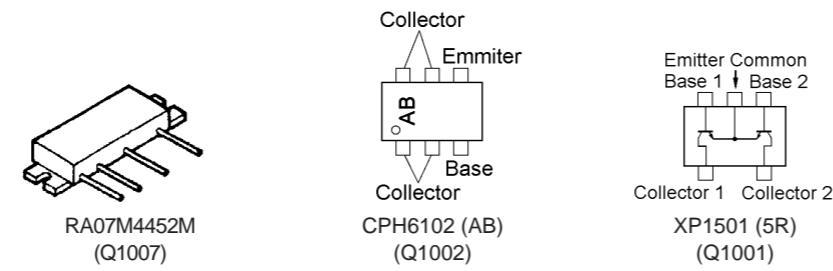 RA07M4452M
(Q1007)
Collector
Emmiter
AB
Base
Collector
CPH6102 (AB)
(Q1002)
Emitter Common
Base 1 Base 2
Collector 1 Collector 2
XP1501 (5R)
(Q1001)